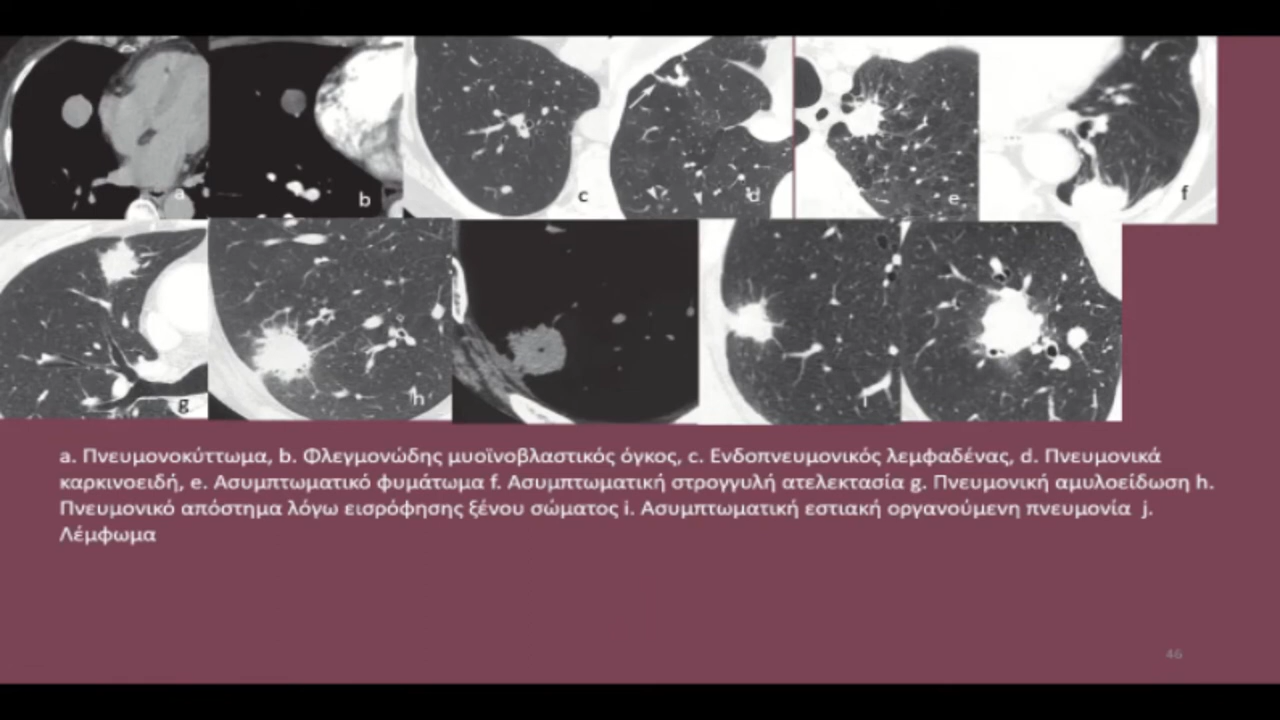 a
b
c
d
e
f
g
h
i
a. Πνευμονοκύττωμα, b. Φλεγμονώδης μυοϊνοβλαστικός όγκος, c. Ενδοπνευμονικός λεμφαδένας, d. Πνευμονικά
καρκινοειδή, e. Ασυμπτωματικό φυμάτωμα f. Ασυμπτωματική στρογγυλή ατελεκτασία g. Πνευμονική αμυλοείδωση h.
Πνευμονικό απόστημα λόγω εισρόφησης ξένου σώματος i. Ασυμπτωματική εστιακή οργανούμενη πνευμονία j.
Λέμφωμα
46